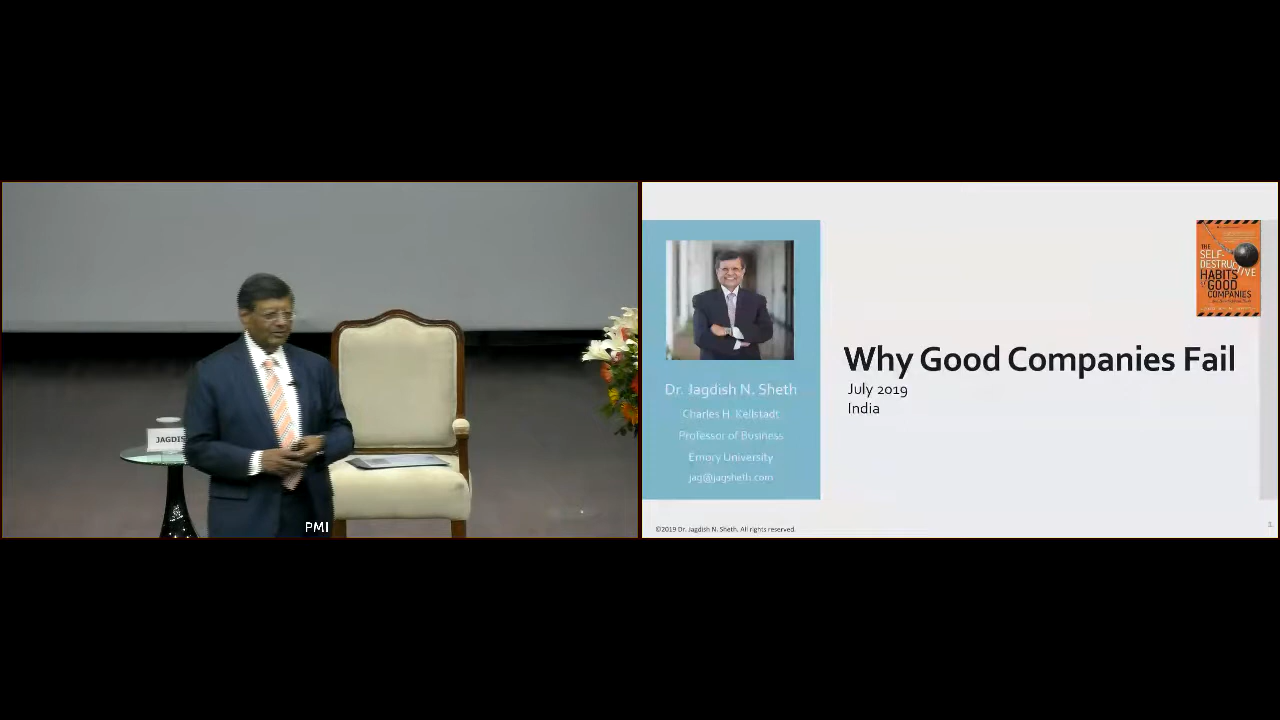 JAGDIS
PMI
Dr. Jagdish N. Sheth
Charles H. Kellstadt
Professor of Business
Emory University
jag@jagsheth.com
Why Good Companies Fail
July 2019
India
THE
SELF-
DESTRUCTIVE
HABITS
OF GOOD
COMPANIES
©2019 Dr. Jagdish N. Sheth. All rights reserved.
1